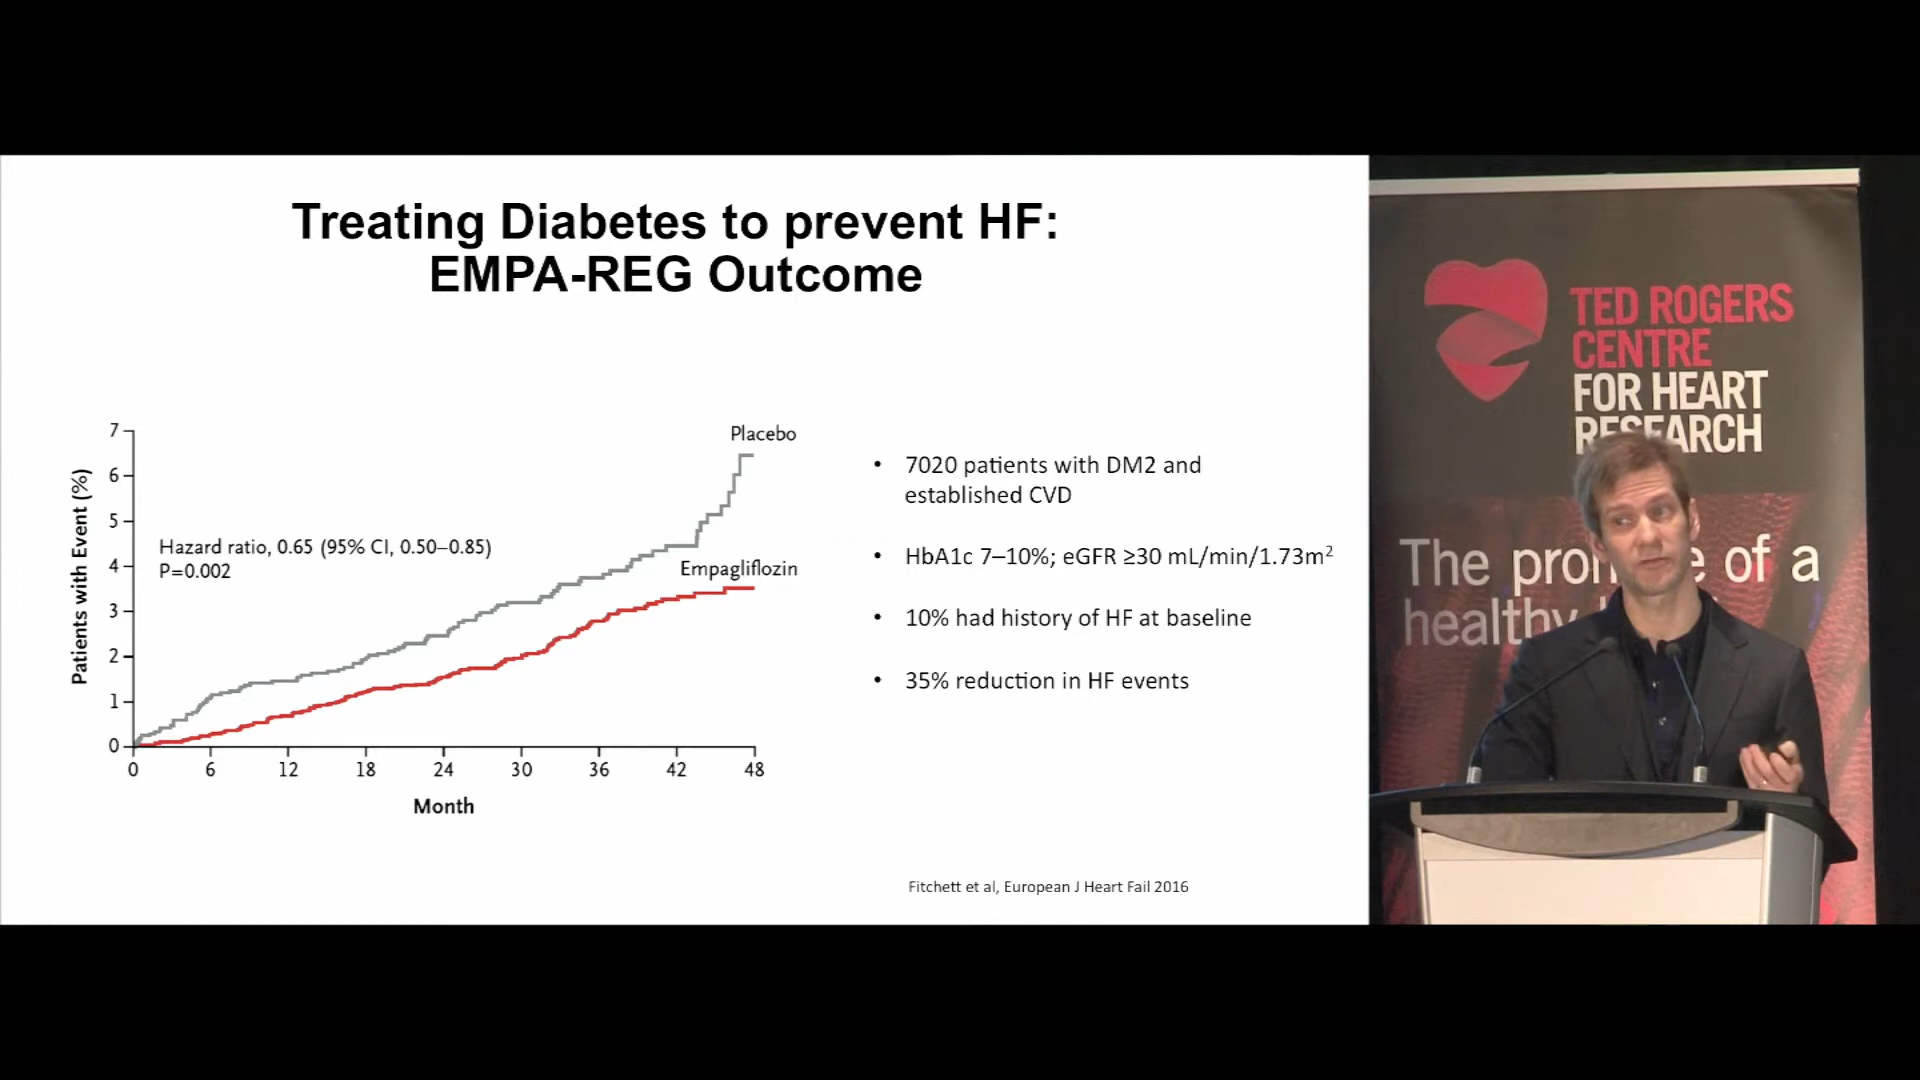 Treating Diabetes to prevent HF:
EMPA-REG Outcome
7
6
5
4
3
2
1
0
Patients with Event (%)
Hazard ratio, 0.65 (95% CI, 0.50–0.85)
P=0.002
Placebo
Empagliflozin
0 6 12 18 24 30 36 42 48
Month
• 7020 patients with DM2 and
established CVD
• HbA1c 7–10%; eGFR ≥30 mL/min/1.73m²
• 10% had history of HF at baseline
• 35% reduction in HF events
Fitchett et al, European J Heart Fail 2016
TED ROGERS
CENTRE
FOR HEART
RESEARCH
The of a
healthy